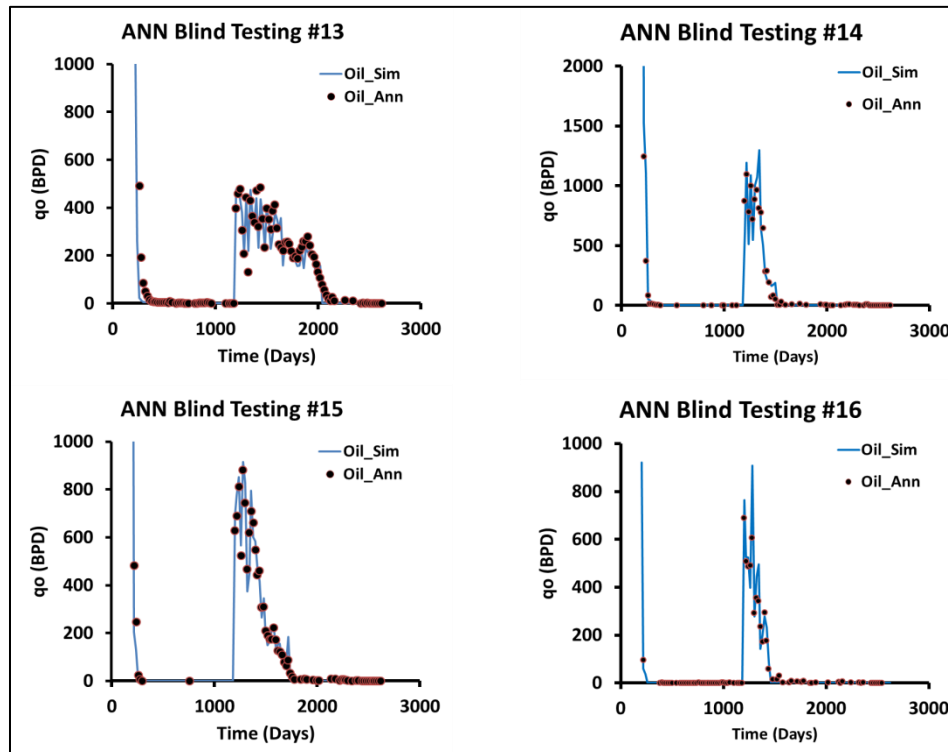 ANN Blind Testing #13
qo (BPD)
1000
800
600
400
200
0
0 1000 2000 3000
Time (Days)
Oil_Sim
Oil_Ann
ANN Blind Testing #14
qo (BPD)
2000
1500
1000
500
0
0 1000 2000 3000
Time (Days)
Oil_Sim
Oil_Ann
ANN Blind Testing #15
qo (BPD)
1000
800
600
400
200
0
0 1000 2000 3000
Time (Days)
Oil_Sim
Oil_Ann
ANN Blind Testing #16
qo (BPD)
1000
800
600
400
200
0
0 1000 2000 3000
Time (Days)
Oil_Sim
Oil_Ann